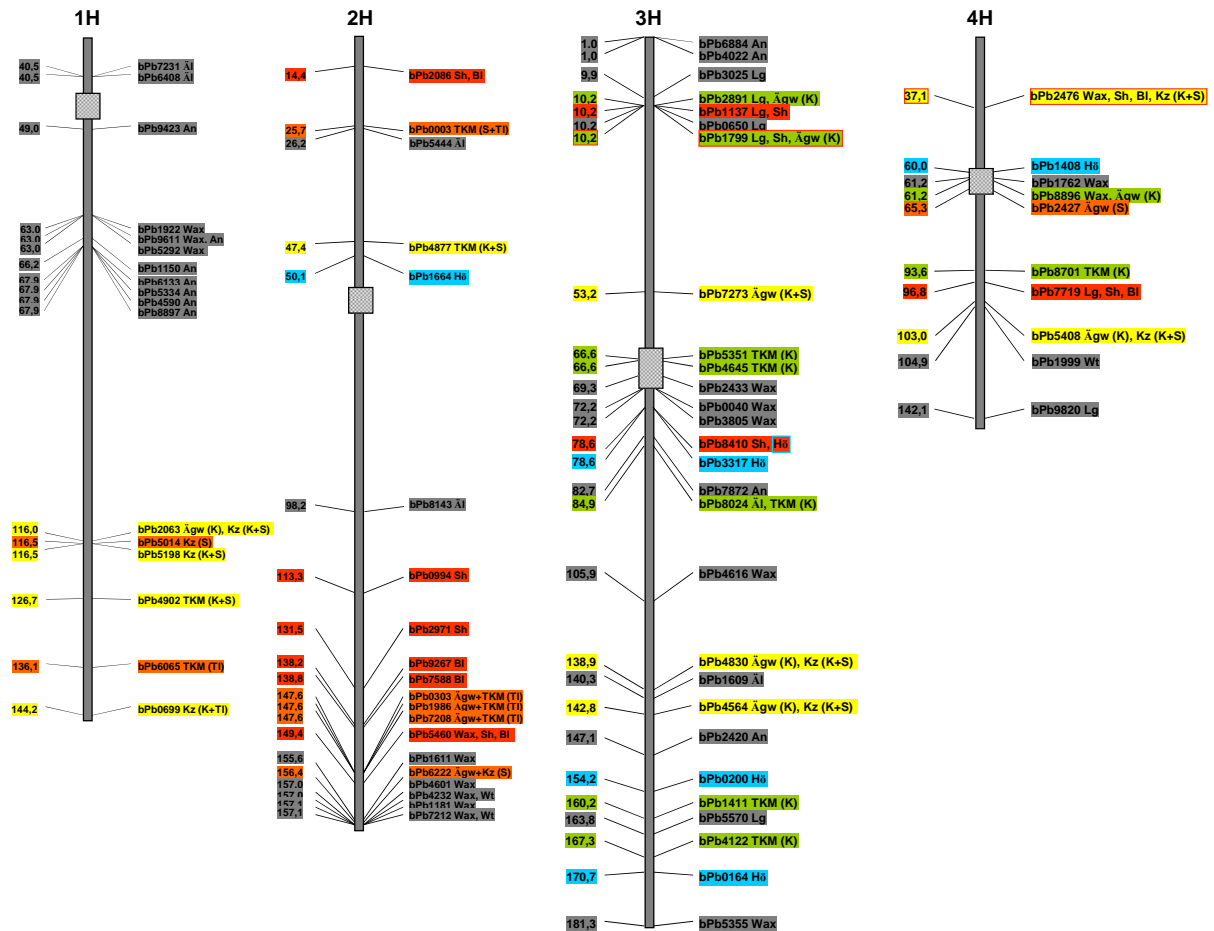 1H
40,5 bPb7231 Äl
40,5 bPb6408 Äl
49,0 bPb9423 An
63,0 bPb1922 Wax
63,0 bPb9611 Wax, An
63,0 bPb5292 Wax
66,2 bPb1150 An
67,9 bPb6133 An
67,9 bPb5334 An
67,9 bPb4590 An
67,9 bPb8897 An
116,0 bPb2063 Ägw (K), Kz (K+S)
116,5 bPb5014 Kz (S)
116,5 bPb5198 Kz (K+S)
126,7 bPb4902 TKM (K+S)
136,1 bPb6065 TKM (Tl)
144,2 bPb0699 Kz (K+Tl)
2H
14,4 bPb2086 Sh, Bl
25,7 bPb0003 TKM (S+Tl)
26,2 bPb5444 Äl
47,4 bPb4877 TKM (K+S)
50,1 bPb1664 Hö
98,2 bPb8143 Äl
113,3 bPb0994 Sh
131,5 bPb2971 Sh
138,2 bPb9267 Bl
138,8 bPb7588 Bl
147,6 bPb0303 Ägw+TKM (Tl)
147,6 bPb1986 Ägw+TKM (Tl)
147,6 bPb7208 Ägw+TKM (Tl)
149,4 bPb5460 Wax, Sh, Bl
155,6 bPb1611 Wax
156,4 bPb6222 Ägw+Kz (S)
157,0 bPb4601 Wax
157,0 bPb4232 Wax, Wt
157,1 bPb1181 Wax
157,1 bPb7212 Wax, Wt
3H
1.0 bPb6884 An
1,0 bPb4022 An
9,9 bPb3025 Lg
10,2 bPb2891 Lg, Ägw (K)
10,2 bPb1137 Lg, Sh
10,2 bPb0650 Lg
10,2 bPb1799 Lg, Sh, Ägw (K)
53,2 bPb7273 Ägw (K+S)
66,6 bPb5351 TKM (K)
66,6 bPb4645 TKM (K)
69,3 bPb2433 Wax
72,2 bPb0040 Wax
72,2 bPb3805 Wax
78,6 bPb8410 Sh, Hö
78,6 bPb3317 Hö
82,7 bPb7872 An
84,9 bPb8024 Äl, TKM (K)
105,9 bPb4616 Wax
138,9 bPb4830 Ägw (K), Kz (K+S)
140,3 bPb1609 Äl
142,8 bPb4564 Ägw (K), Kz (K+S)
147,1 bPb2420 An
154,2 bPb0200 Hö
160,2 bPb1411 TKM (K)
163,8 bPb5570 Lg
167,3 bPb4122 TKM (K)
170,7 bPb0164 Hö
181,3 bPb5355 Wax
4H
37,1 bPb2476 Wax, Sh, Bl, Kz (K+S)
60,0 bPb1408 Hö
61,2 bPb1762 Wax
61,2 bPb8896 Wax, Ägw (K)
65,3 bPb2427 Ägw (S)
93,6 bPb8701 TKM (K)
96,8 bPb7719 Lg, Sh, Bl
103,0 bPb5408 Ägw (K), Kz (K+S)
104,9 bPb1999 Wt
142,1 bPb9820 Lg